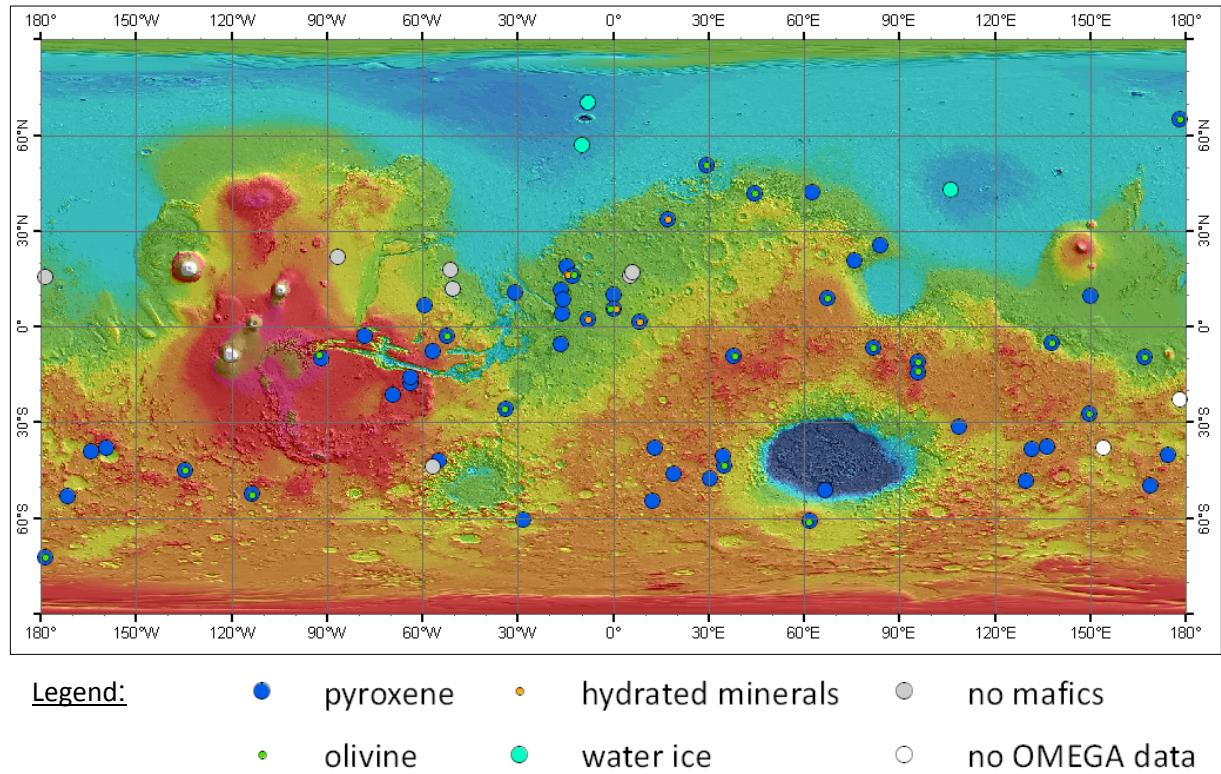 180° 150°W 120°W 90°W 60°W 30°W 0° 30°E 60°E 90°E 120°E 150°E 180°
60°N 60°N
30°N 30°N
0° 0°
30°S 30°S
60°S 60°S
180° 150°W 120°W 90°W 60°W 30°W 0° 30°E 60°E 90°E 120°E 150°E 180°
Legend: pyroxene hydrated minerals no mafics
olivine water ice no OMEGA data